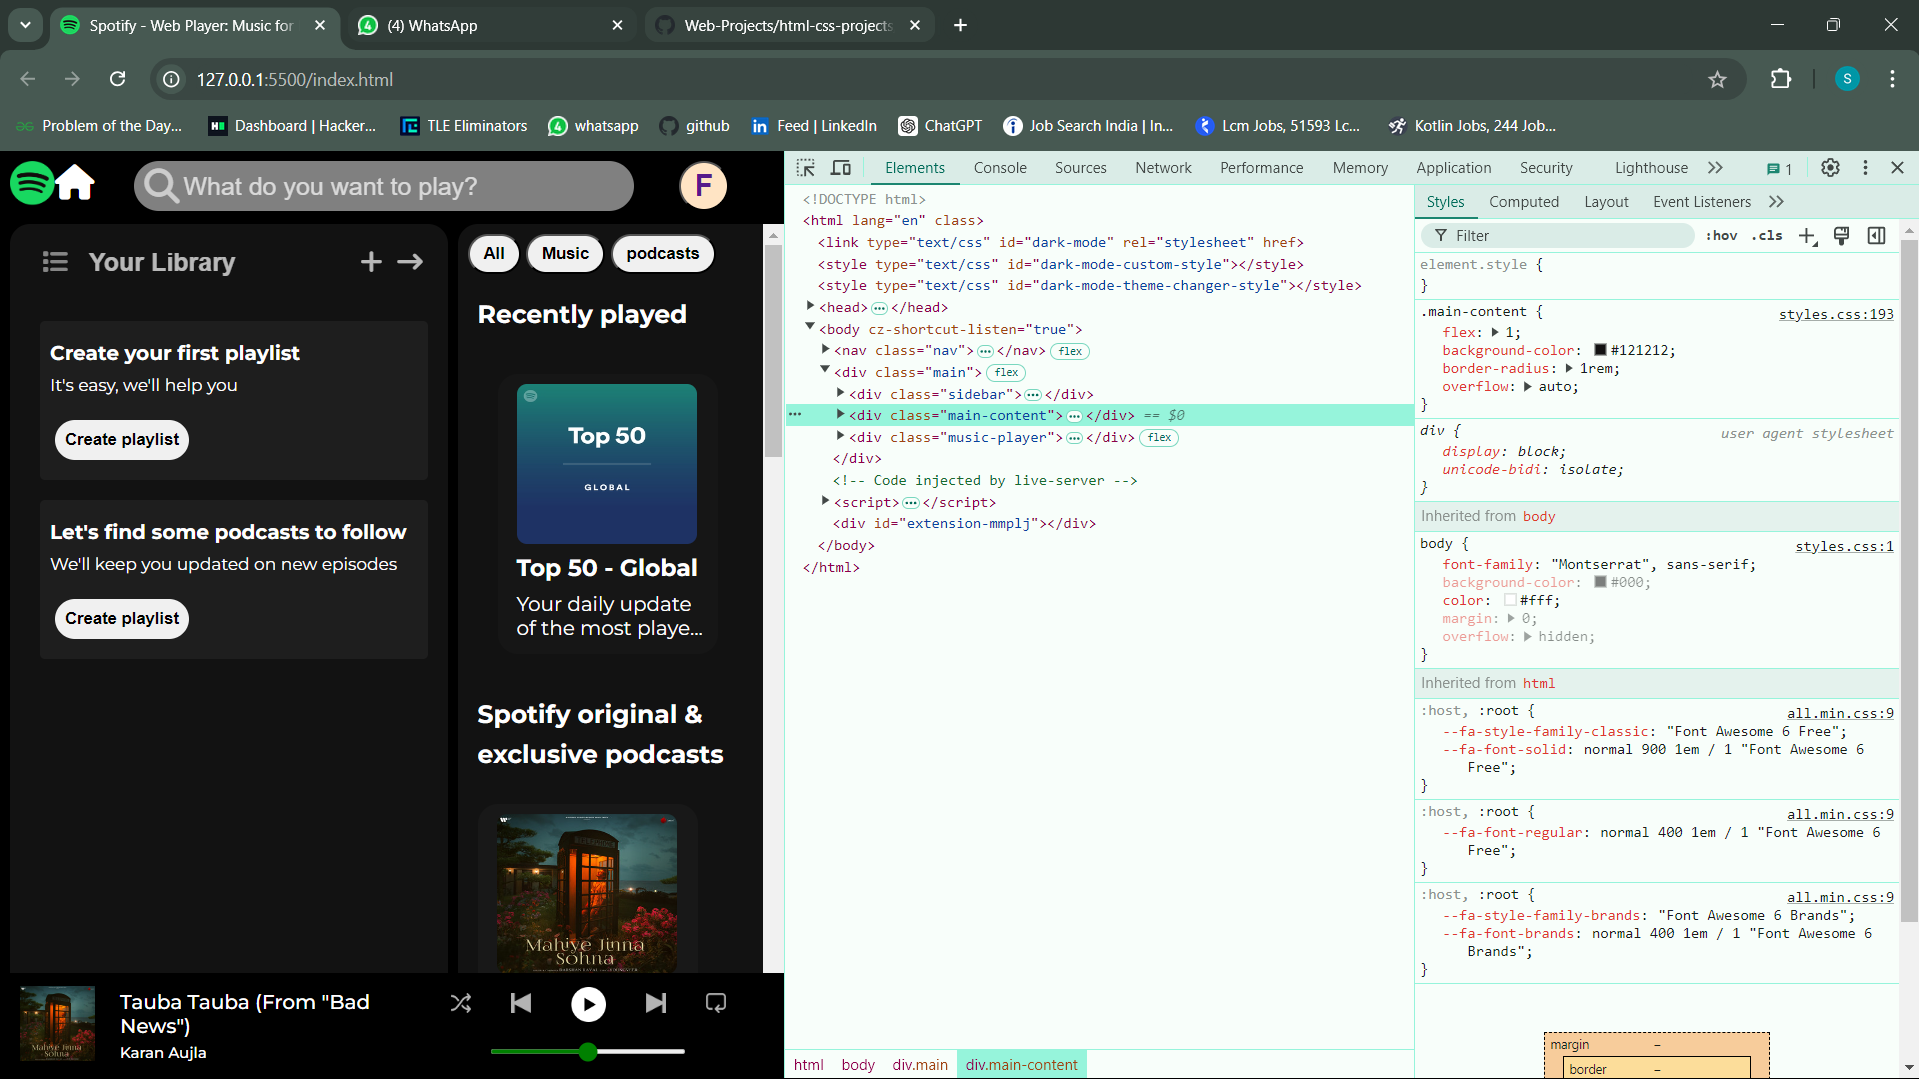 Spotify - Web Player: Music for
(4) WhatsApp
Web-Projects/html-css-projects
127.0.0.1:5500/index.html
S
Problem of the Day...
Dashboard | Hacker...
TLE Eliminators
whatsapp
github
Feed | LinkedIn
ChatGPT
Job Search India | In...
Lcm Jobs, 51593 Lc...
Kotlin Jobs, 244 Job...
What do you want to play?
F
Your Library
Create your first playlist
It's easy, we'll help you
Create playlist
Let's find some podcasts to follow
We'll keep you updated on new episodes
Create playlist
All
Music
podcasts
Recently played
Top 50
GLOBAL
Top 50 - Global
Your daily update
of the most playe...
Spotify original &
exclusive podcasts
Mahiye Jinna
Sohna
Tauba Tauba (From "Bad
News")
Karan Aujla
Elements
Console
Sources
Network
Performance
Memory
Application
Security
Lighthouse
1
<!DOCTYPE html>
<html lang="en" class>
<link type="text/css" id="dark-mode" rel="stylesheet" href>
<style type="text/css" id="dark-mode-custom-style"></style>
<style type="text/css" id="dark-mode-theme-changer-style"></style>
<head>…</head>
<body cz-shortcut-listen="true">
<nav class="nav">…</nav> flex
<div class="main"> flex
<div class="sidebar">…</div>
<div class="main-content">…</div> == $0
<div class="music-player">…</div> flex
</div>
<!-- Code injected by live-server -->
<script>…</script>
<div id="extension-mmplj"></div>
</body>
</html>
html body div.main div.main-content
Styles
Computed
Layout
Event Listeners
Filter
:hov .cls
element.style {
}
.main-content { styles.css:193
flex: 1;
background-color: #121212;
border-radius: 1rem;
overflow: auto;
}
div { user agent stylesheet
display: block;
unicode-bidi: isolate;
}
Inherited from body
body { styles.css:1
font-family: "Montserrat", sans-serif;
background-color: #000;
color: #fff;
margin: 0;
overflow: hidden;
}
Inherited from html
:host, :root { all.min.css:9
--fa-style-family-classic: "Font Awesome 6 Free";
--fa-font-solid: normal 900 1em / 1 "Font Awesome 6
Free";
}
:host, :root { all.min.css:9
--fa-font-regular: normal 400 1em / 1 "Font Awesome 6
Free";
}
:host, :root { all.min.css:9
--fa-style-family-brands: "Font Awesome 6 Brands";
--fa-font-brands: normal 400 1em / 1 "Font Awesome 6
Brands";
}
margin –
border –